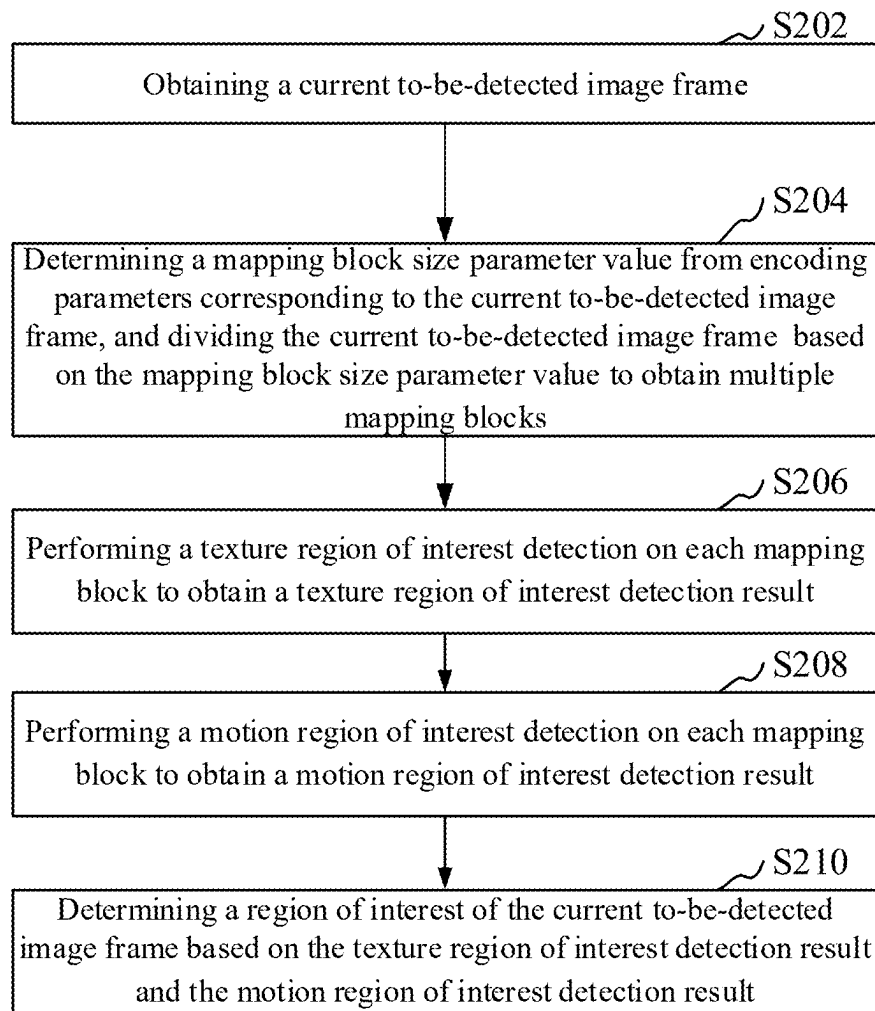 S202
Obtaining a current to-be-detected image frame
S204
Determining a mapping block size parameter value from encoding
parameters corresponding to the current to-be-detected image
frame, and dividing the current to-be-detected image frame based
on the mapping block size parameter value to obtain multiple
mapping blocks
S206
Performing a texture region of interest detection on each mapping
block to obtain a texture region of interest detection result
S208
Performing a motion region of interest detection on each mapping
block to obtain a motion region of interest detection result
S210
Determining a region of interest of the current to-be-detected
image frame based on the texture region of interest detection result
and the motion region of interest detection result